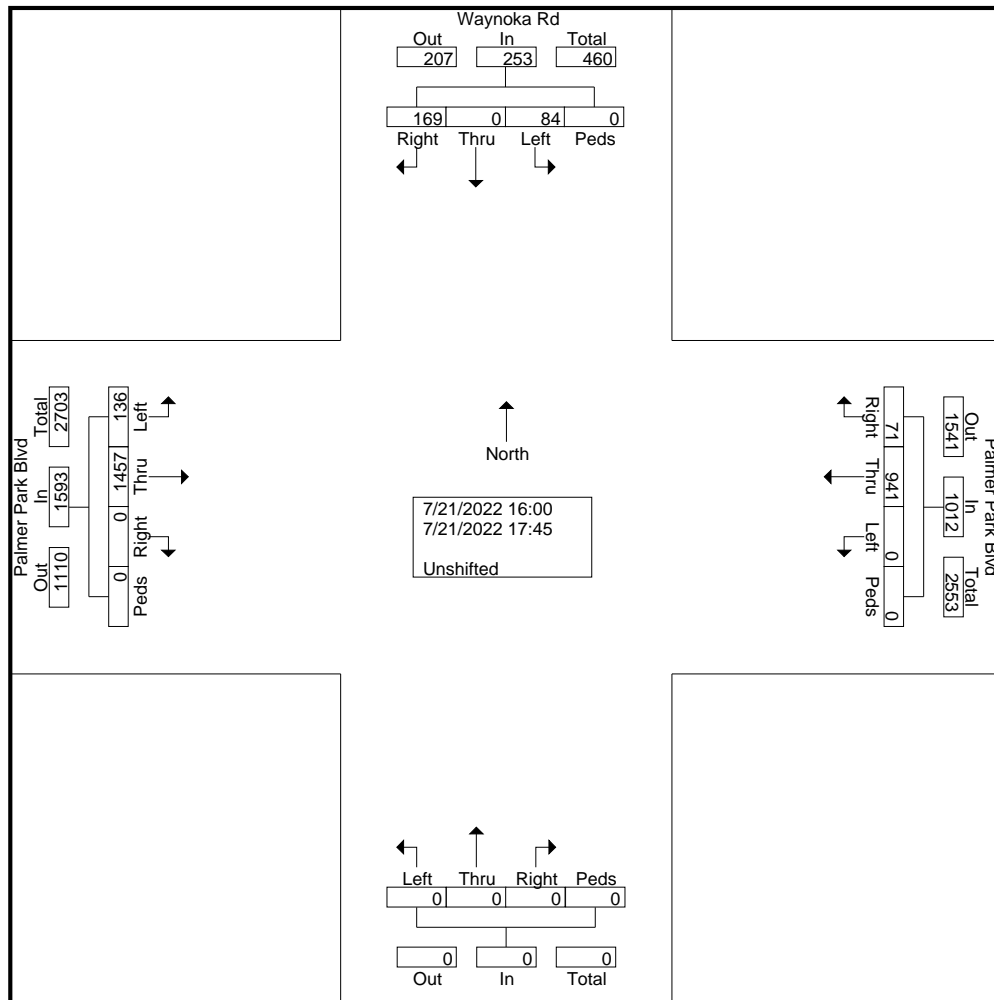 Waynoka Rd
Out In Total
207 253 460
169 0 84 0
Right Thru Left Peds
Palmer Park Blvd
Total In Out
2703 1593 1110
136 1457 0 0
Left Thru Right Peds
North
7/21/2022 16:00
7/21/2022 17:45
Unshifted
Palmer Park Blvd
Out In Total
1541 1012 2553
71 941 0 0
Right Thru Left Peds
Left Thru Right Peds
0 0 0 0
0 0 0
Out In Total